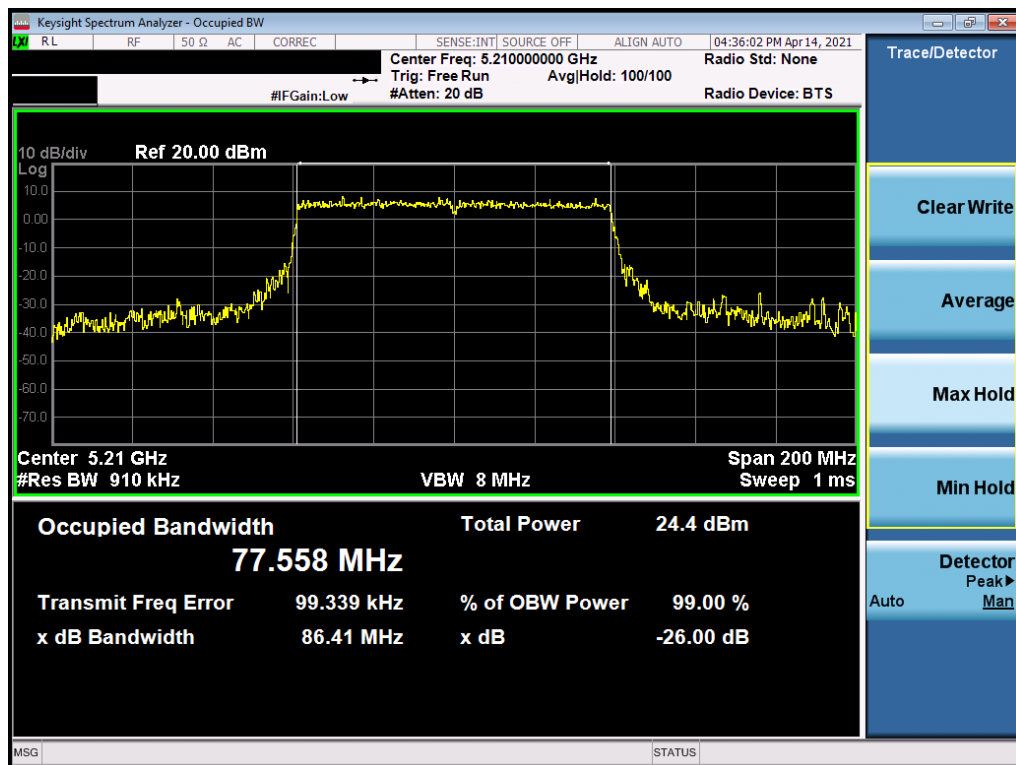 Keysight Spectrum Analyzer - Occupied BW
LXI RL RF 50 Ω AC CORREC SENSE:INT SOURCE OFF ALIGN AUTO 04:36:02 PM Apr 14, 2021
Center Freq: 5.210000000 GHz Radio Std: None
Trig: Free Run Avg|Hold: 100/100
#IFGain:Low #Atten: 20 dB Radio Device: BTS
10 dB/div Ref 20.00 dBm
Log
10.0
0.00
-10.0
-20.0
-30.0
-40.0
-50.0
-60.0
-70.0
Center 5.21 GHz Span 200 MHz
#Res BW 910 kHz VBW 8 MHz Sweep 1 ms
Occupied Bandwidth Total Power 24.4 dBm
77.558 MHz
Transmit Freq Error 99.339 kHz % of OBW Power 99.00 %
x dB Bandwidth 86.41 MHz x dB -26.00 dB
MSG STATUS
Trace/Detector
Clear Write
Average
Max Hold
Min Hold
Detector
Peak▶
Auto Man